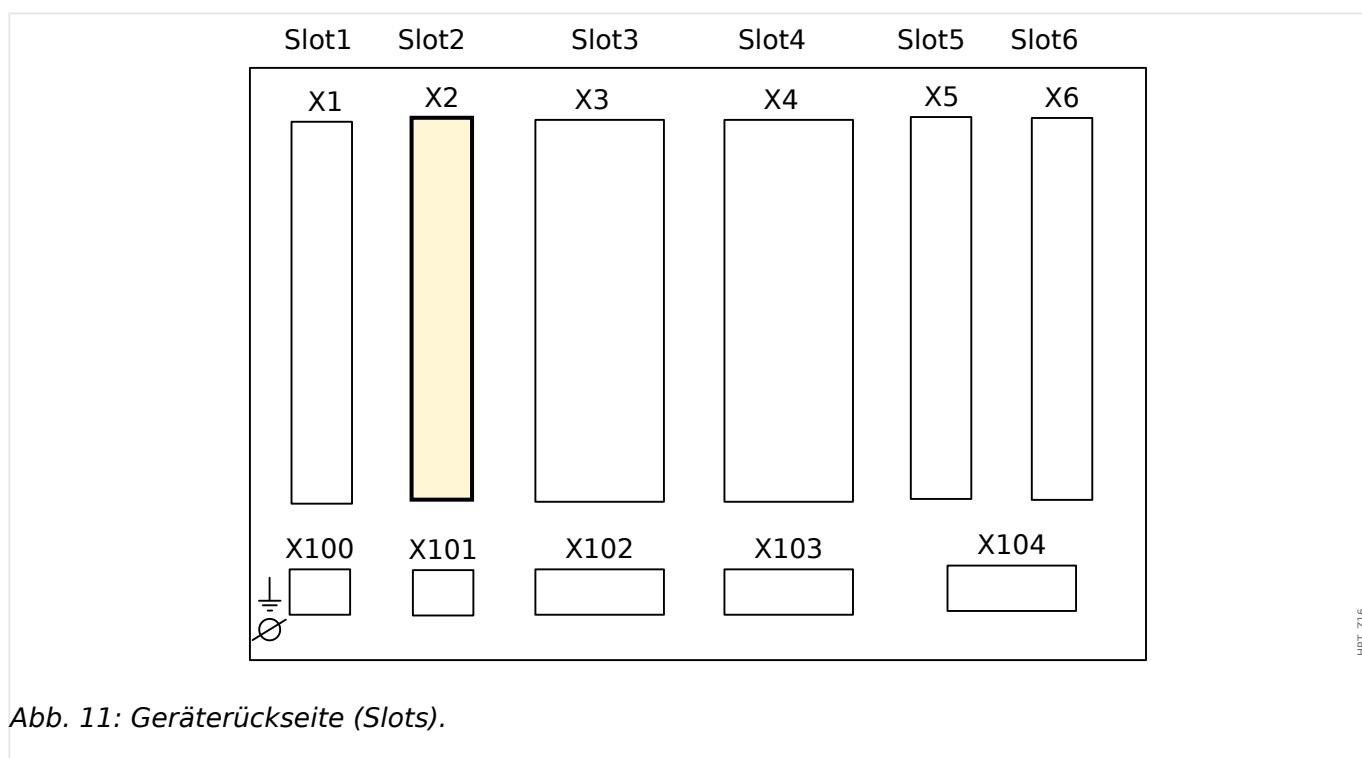 Slot1 Slot2 Slot3 Slot4 Slot5 Slot6
X1 X2 X3 X4 X5 X6
X100 X101 X102 X103 X104
Abb. 11: Geräterückseite (Slots).